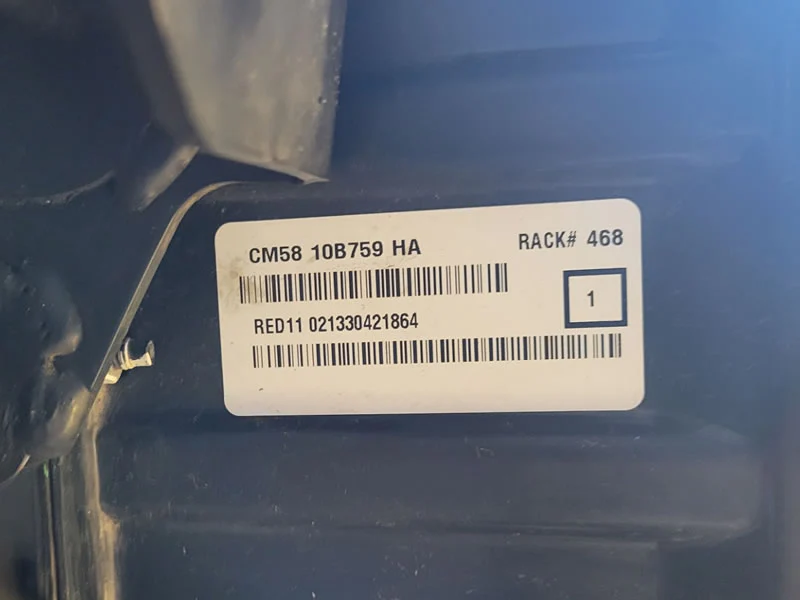 CM58 10B759 HA
RACK# 468
1
RED11 021330421864